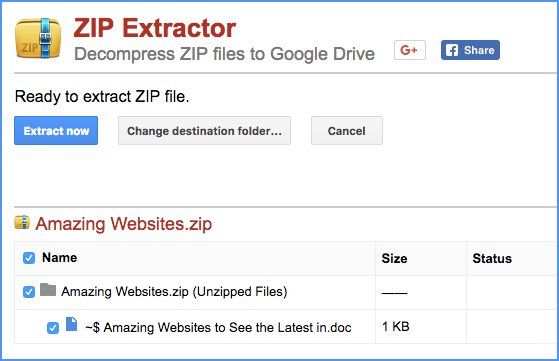 ZIP
ZIP Extractor
Decompress ZIP files to Google Drive
G+
Share
Ready to extract ZIP file.
Extract now
Change destination folder...
Cancel
Amazing Websites.zip
Name Size Status
Amazing Websites.zip (Unzipped Files) ——
~$ Amazing Websites to See the Latest in.doc 1 KB